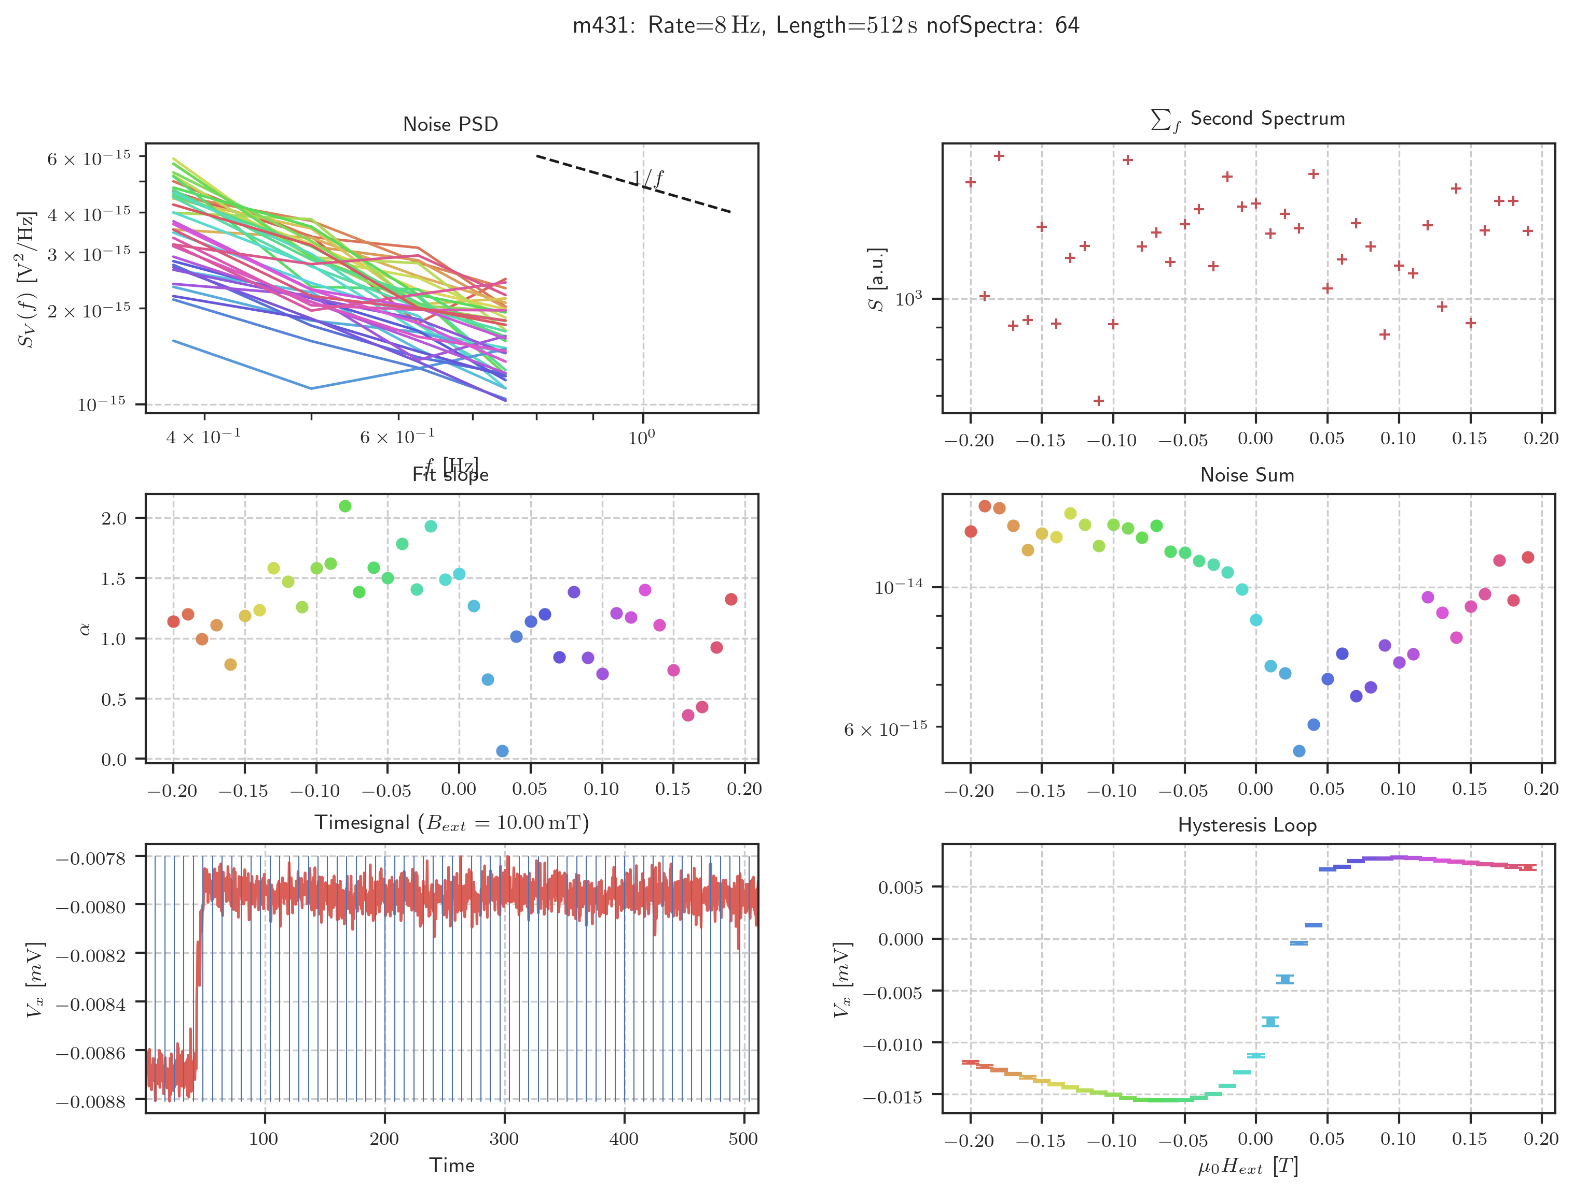 m431: Rate=8 Hz, Length=512 s nofSpectra: 64
Noise PSD
6 × 10⁻¹⁵
4 × 10⁻¹⁵
3 × 10⁻¹⁵
2 × 10⁻¹⁵
10⁻¹⁵
S_V (f) [V²/Hz]
1/f
4 × 10⁻¹
6 × 10⁻¹
10⁰
f [Hz]
∑_f Second Spectrum
S [a.u.]
10³
−0.20 −0.15 −0.10 −0.05 0.00 0.05 0.10 0.15 0.20
Fit slope
2.0
1.5
1.0
0.5
0.0
α
−0.20 −0.15 −0.10 −0.05 0.00 0.05 0.10 0.15 0.20
Noise Sum
10⁻¹⁴
6 × 10⁻¹⁵
−0.20 −0.15 −0.10 −0.05 0.00 0.05 0.10 0.15 0.20
Timesignal (B_ext = 10.00 mT)
−0.0078
−0.0080
−0.0082
−0.0084
−0.0086
−0.0088
V_x [mV]
100 200 300 400 500
Time
Hysteresis Loop
0.005
0.000
−0.005
−0.010
−0.015
V_x [mV]
−0.20 −0.15 −0.10 −0.05 0.00 0.05 0.10 0.15 0.20
μ₀H_ext [T]